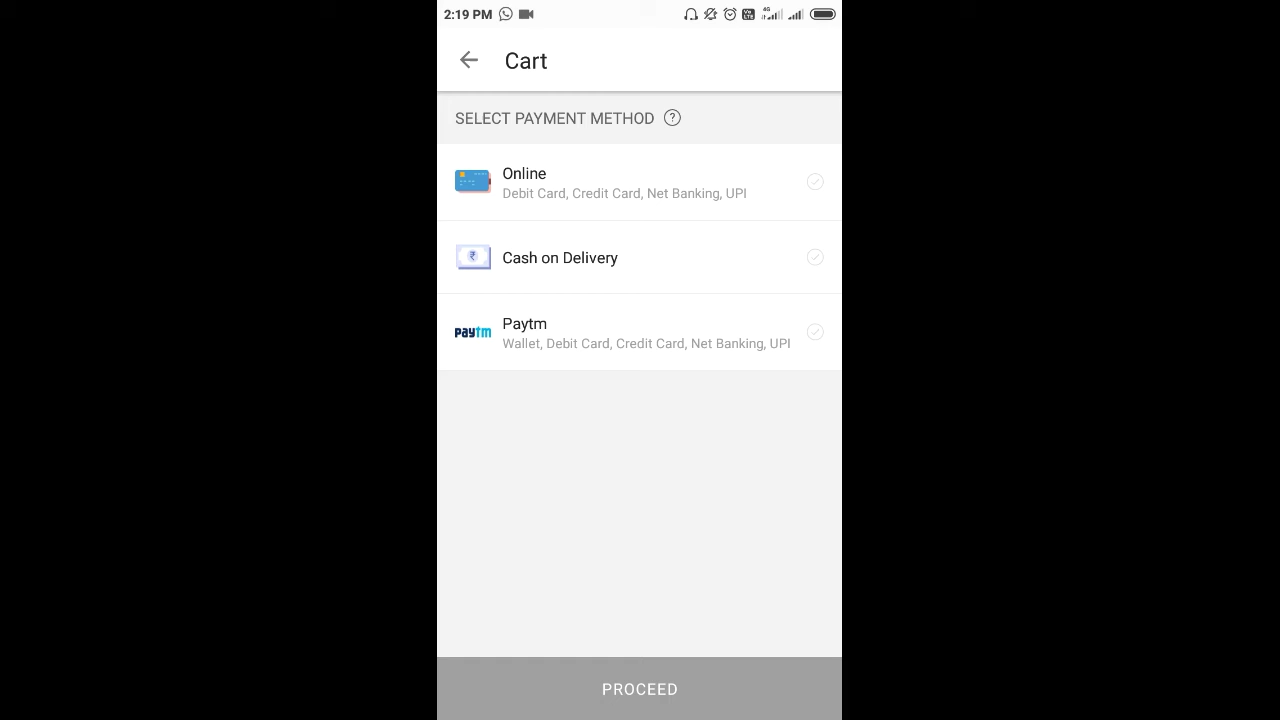 2:19 PM
Cart
SELECT PAYMENT METHOD ?
Online
Debit Card, Credit Card, Net Banking, UPI
₹ Cash on Delivery
paytm Paytm
Wallet, Debit Card, Credit Card, Net Banking, UPI
PROCEED